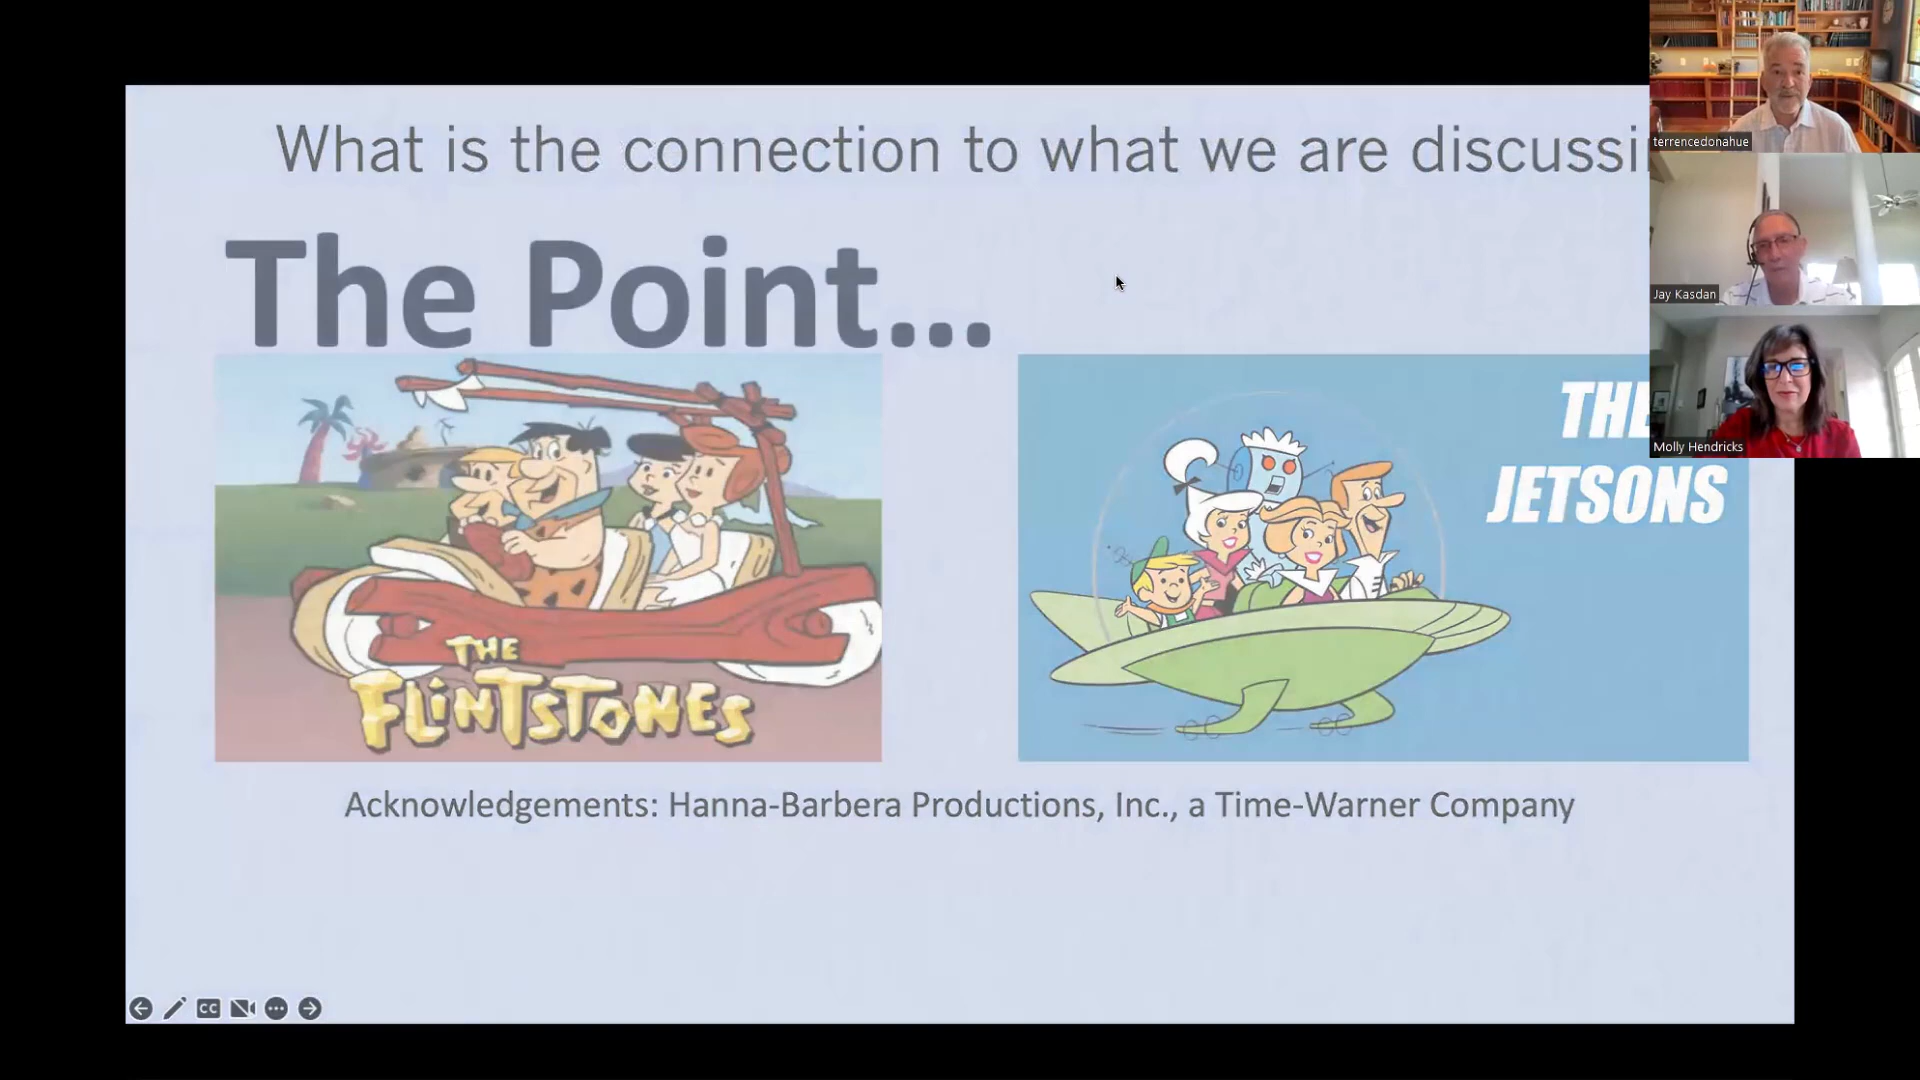 What is the connection to what we are discussi
The Point...
THE
FLINTSTONES
THE
JETSONS
Acknowledgements: Hanna-Barbera Productions, Inc., a Time-Warner Company
CC
terrencedonahue
Jay Kasdan
Molly Hendricks